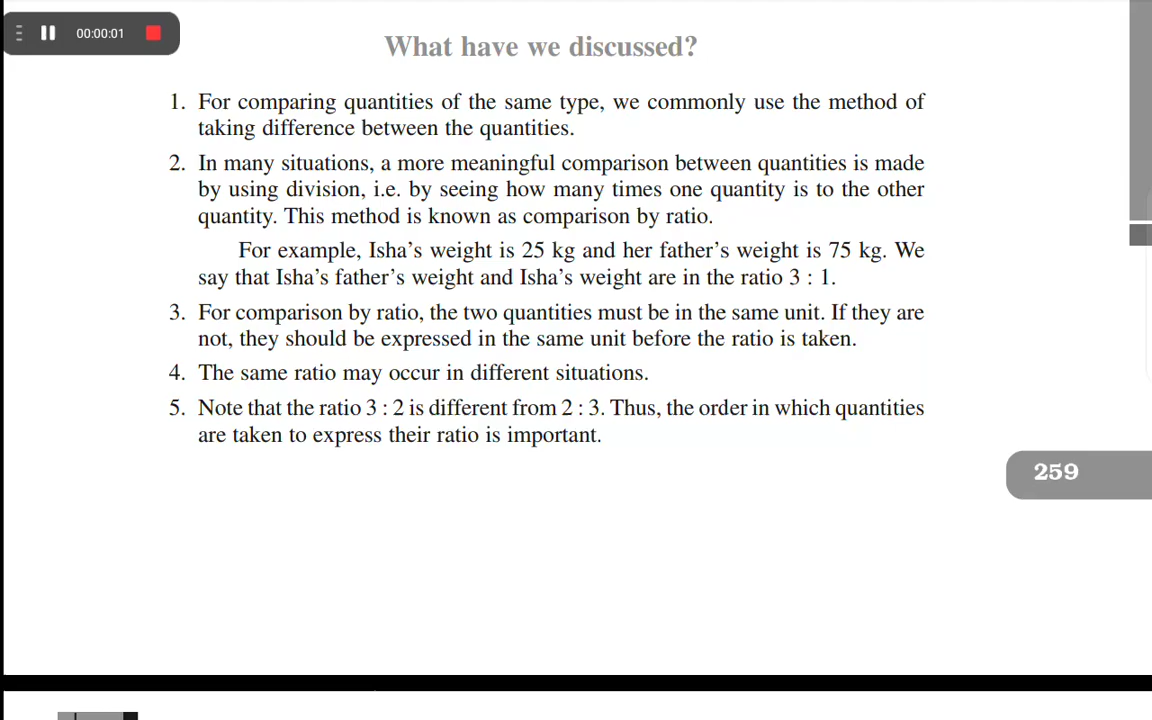 00:00:01
What have we discussed?
1. For comparing quantities of the same type, we commonly use the method of
taking difference between the quantities.
2. In many situations, a more meaningful comparison between quantities is made
by using division, i.e. by seeing how many times one quantity is to the other
quantity. This method is known as comparison by ratio.
For example, Isha’s weight is 25 kg and her father’s weight is 75 kg. We
say that Isha’s father’s weight and Isha’s weight are in the ratio 3 : 1.
3. For comparison by ratio, the two quantities must be in the same unit. If they are
not, they should be expressed in the same unit before the ratio is taken.
4. The same ratio may occur in different situations.
5. Note that the ratio 3 : 2 is different from 2 : 3. Thus, the order in which quantities
are taken to express their ratio is important.
259